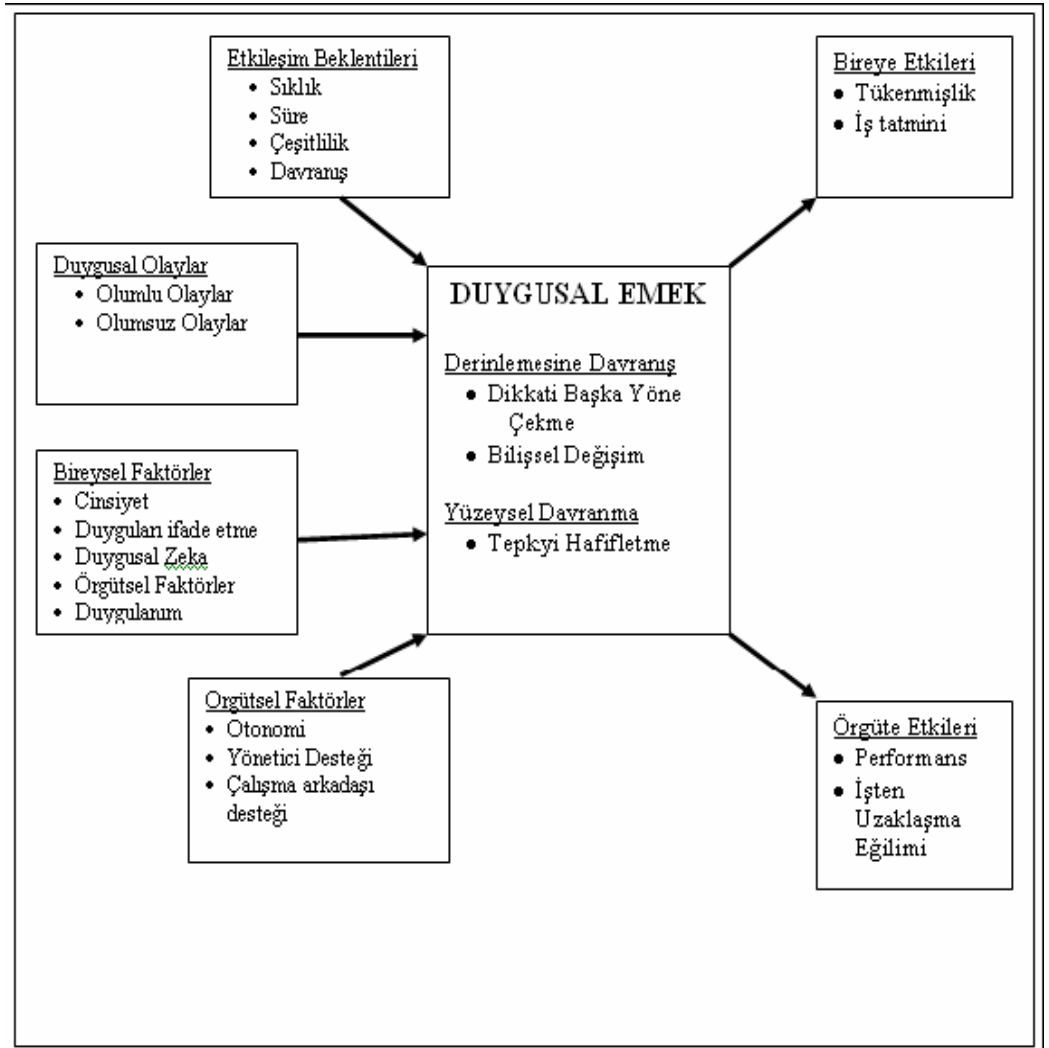 Etkileşim Beklentileri
• Sıklık
• Süre
• Çeşitlilik
• Davranış
Bireye Etkileri
● Tükenmişlik
● İş tatmini
Duygusal Olaylar
• Olumlu Olaylar
• Olumsuz Olaylar
DUYGUSAL EMEK
Derinlemesine Davranış
● Dikkati Başka Yöne
Çekme
● Bilişsel Değişim
Yüzeysel Davranma
● Tepkyi Hafifletme
Bireysel Faktörler
• Cinsiyet
• Duyguları ifade etme
• Duygusal Zeka
• Örgütsel Faktörler
• Duygulanım
Orgütsel Faktörler
• Otonomi
• Yönetici Desteği
• Çalışma arkadaşı
desteği
Örgüte Etkileri
● Performans
● İşten
Uzaklaşma
Eğilimi